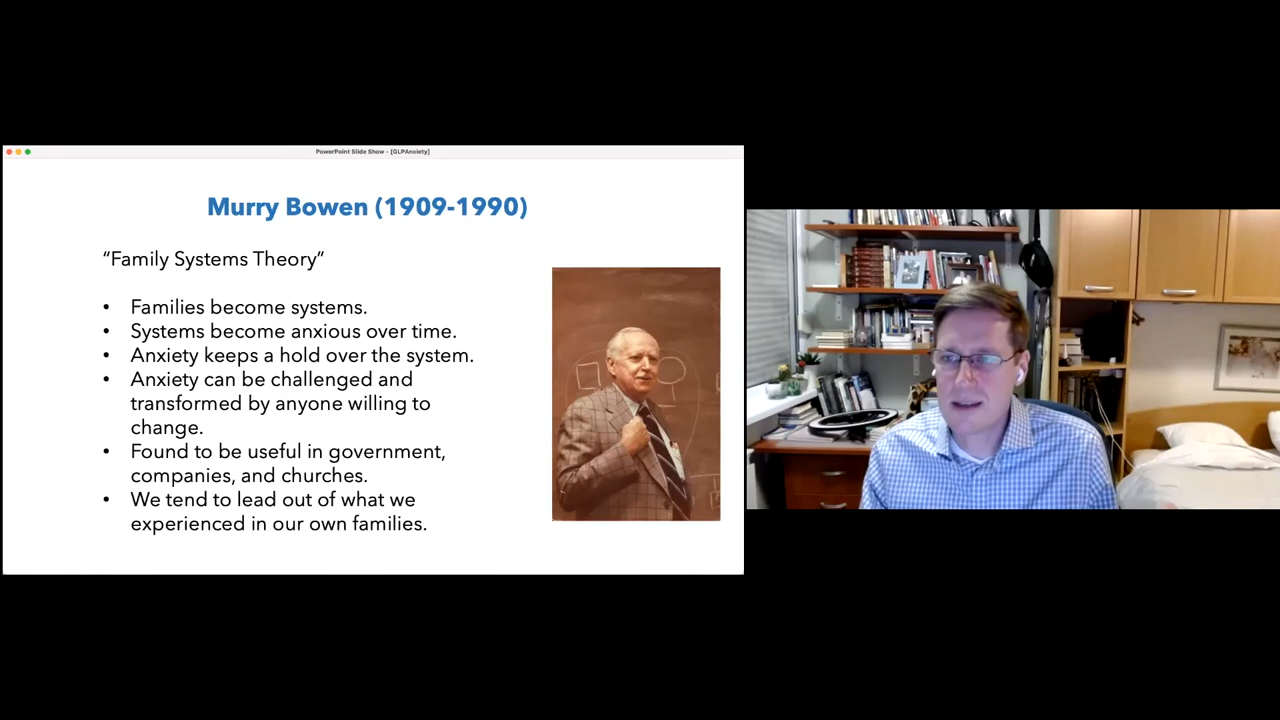 PowerPoint Slide Show - [GLPAnxiety]
Murry Bowen (1909-1990)
“Family Systems Theory”
• Families become systems.
• Systems become anxious over time.
• Anxiety keeps a hold over the system.
• Anxiety can be challenged and
transformed by anyone willing to
change.
• Found to be useful in government,
companies, and churches.
• We tend to lead out of what we
experienced in our own families.